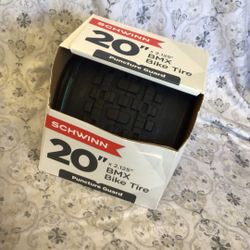 SCHWINN
20" x 2.125"
BMX
Bike Tire
Puncture Guard
SCHWINN
20" x 2.125"
BMX
Bike Tire
Puncture Guard